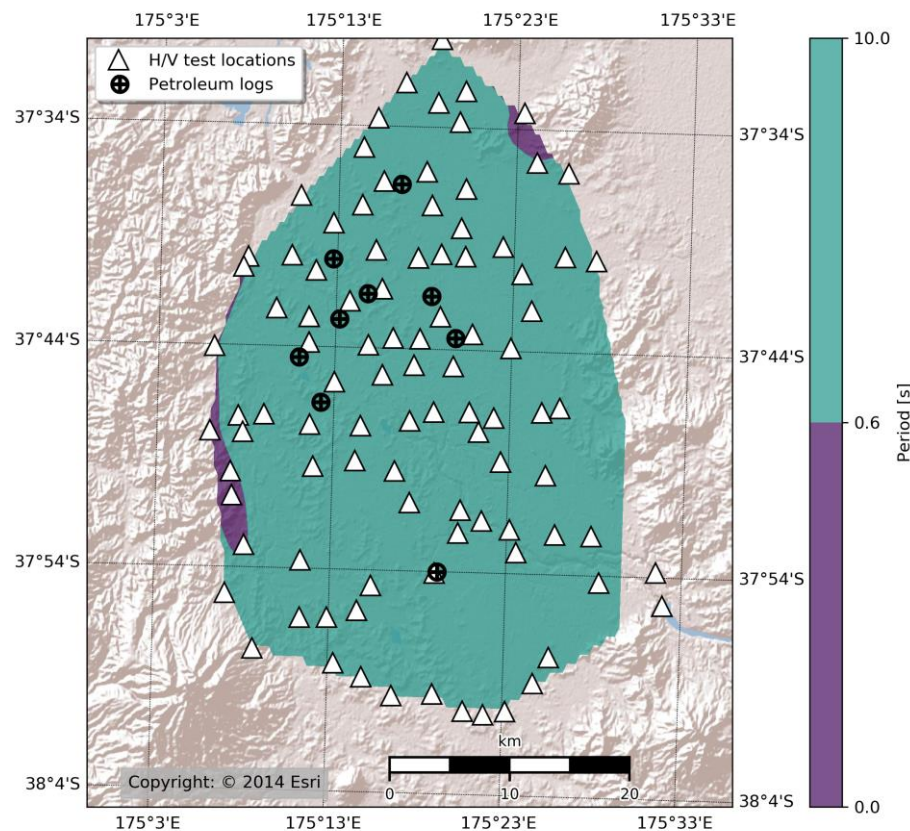 175°3'E 175°13'E 175°23'E 175°33'E
H/V test locations
Petroleum logs
10.0
37°34'S 37°34'S
37°44'S 37°44'S
0.6
Period [s]
37°54'S 37°54'S
km
0 10 20
Copyright: © 2014 Esri
38°4'S 38°4'S
0.0
175°3'E 175°13'E 175°23'E 175°33'E